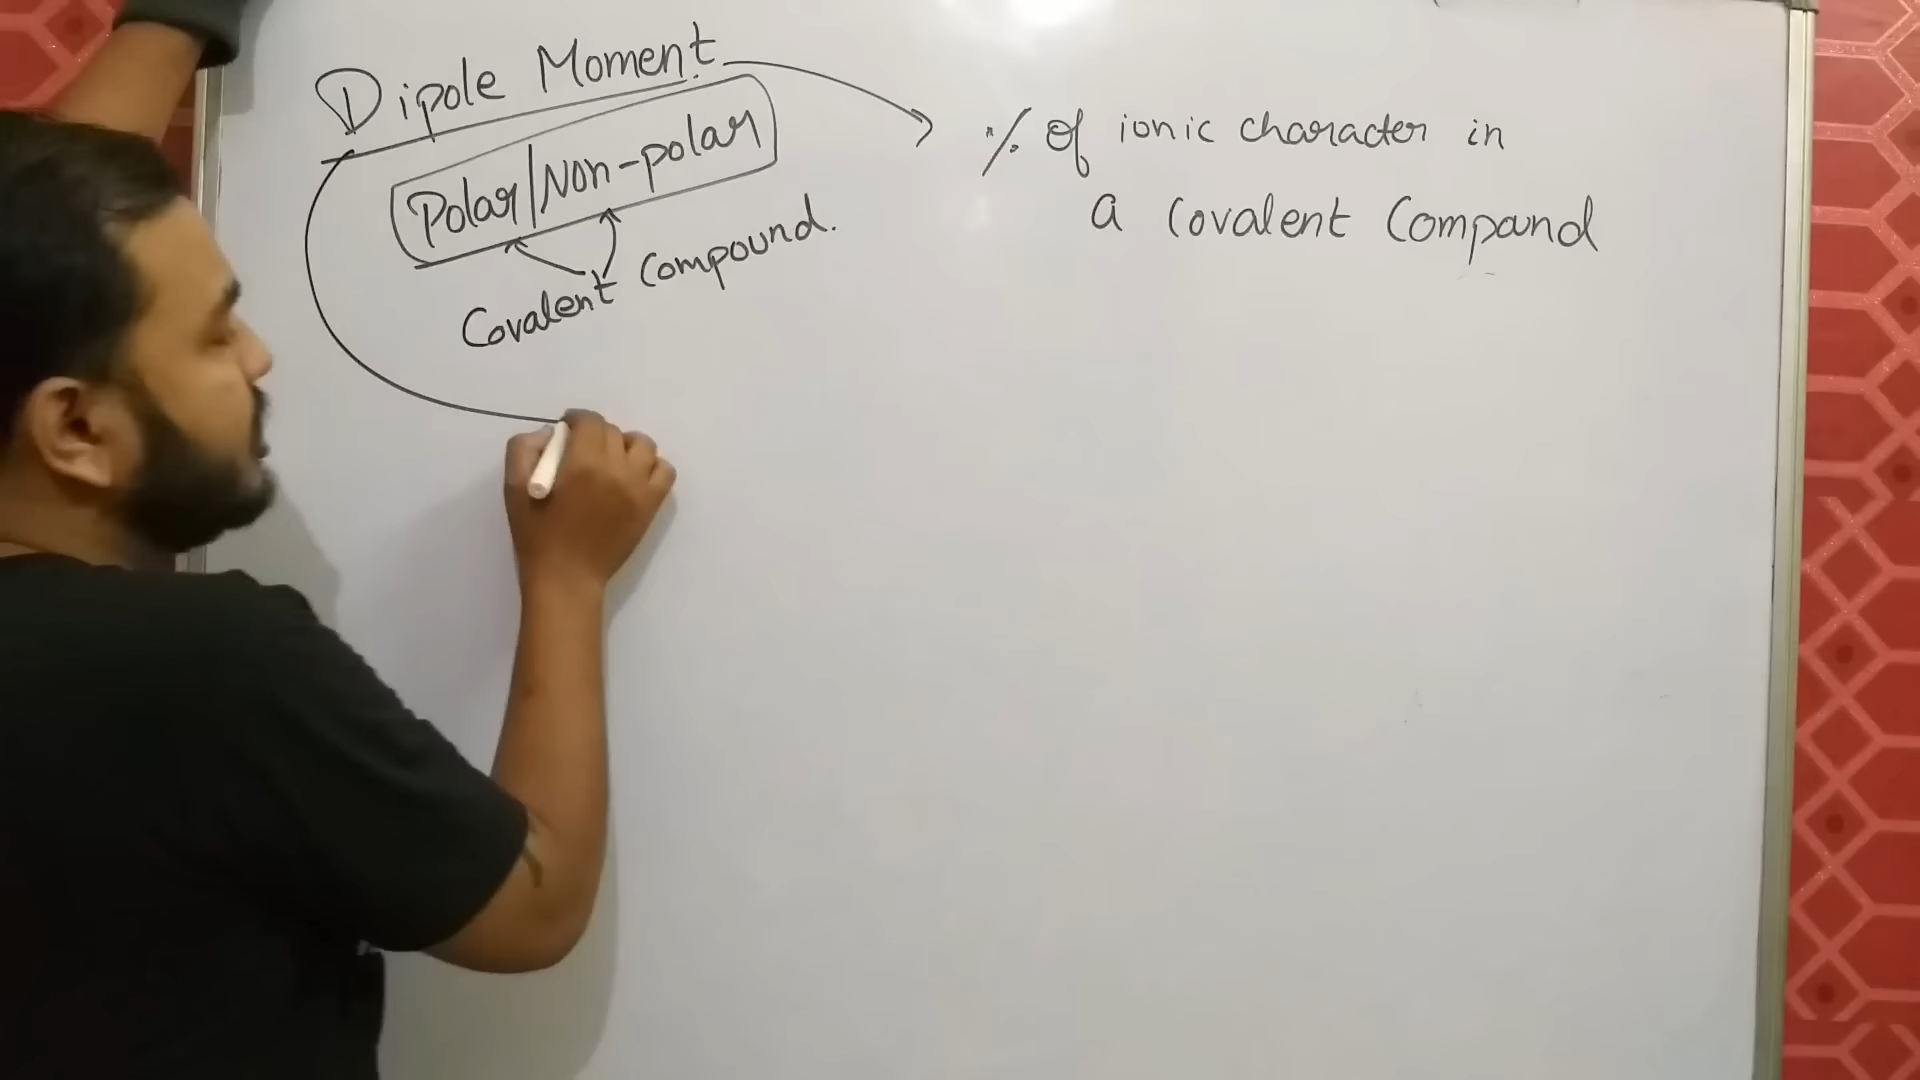 Dipole Moment
Polar/Non-polar
Covalent Compound.
% of ionic character in
a Covalent Compound